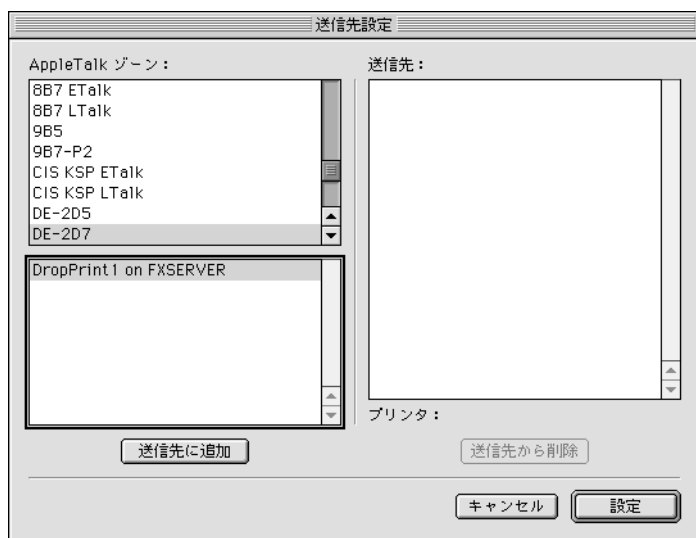 送信先設定
AppleTalk ゾーン：
8B7 ETalk
8B7 LTalk
9B5
9B7-P2
CIS KSP ETalk
CIS KSP LTalk
DE-2D5
DE-2D7
DropPrint1 on FXSERVER
送信先に追加
送信先：
プリンタ：
送信先から削除
キャンセル
設定